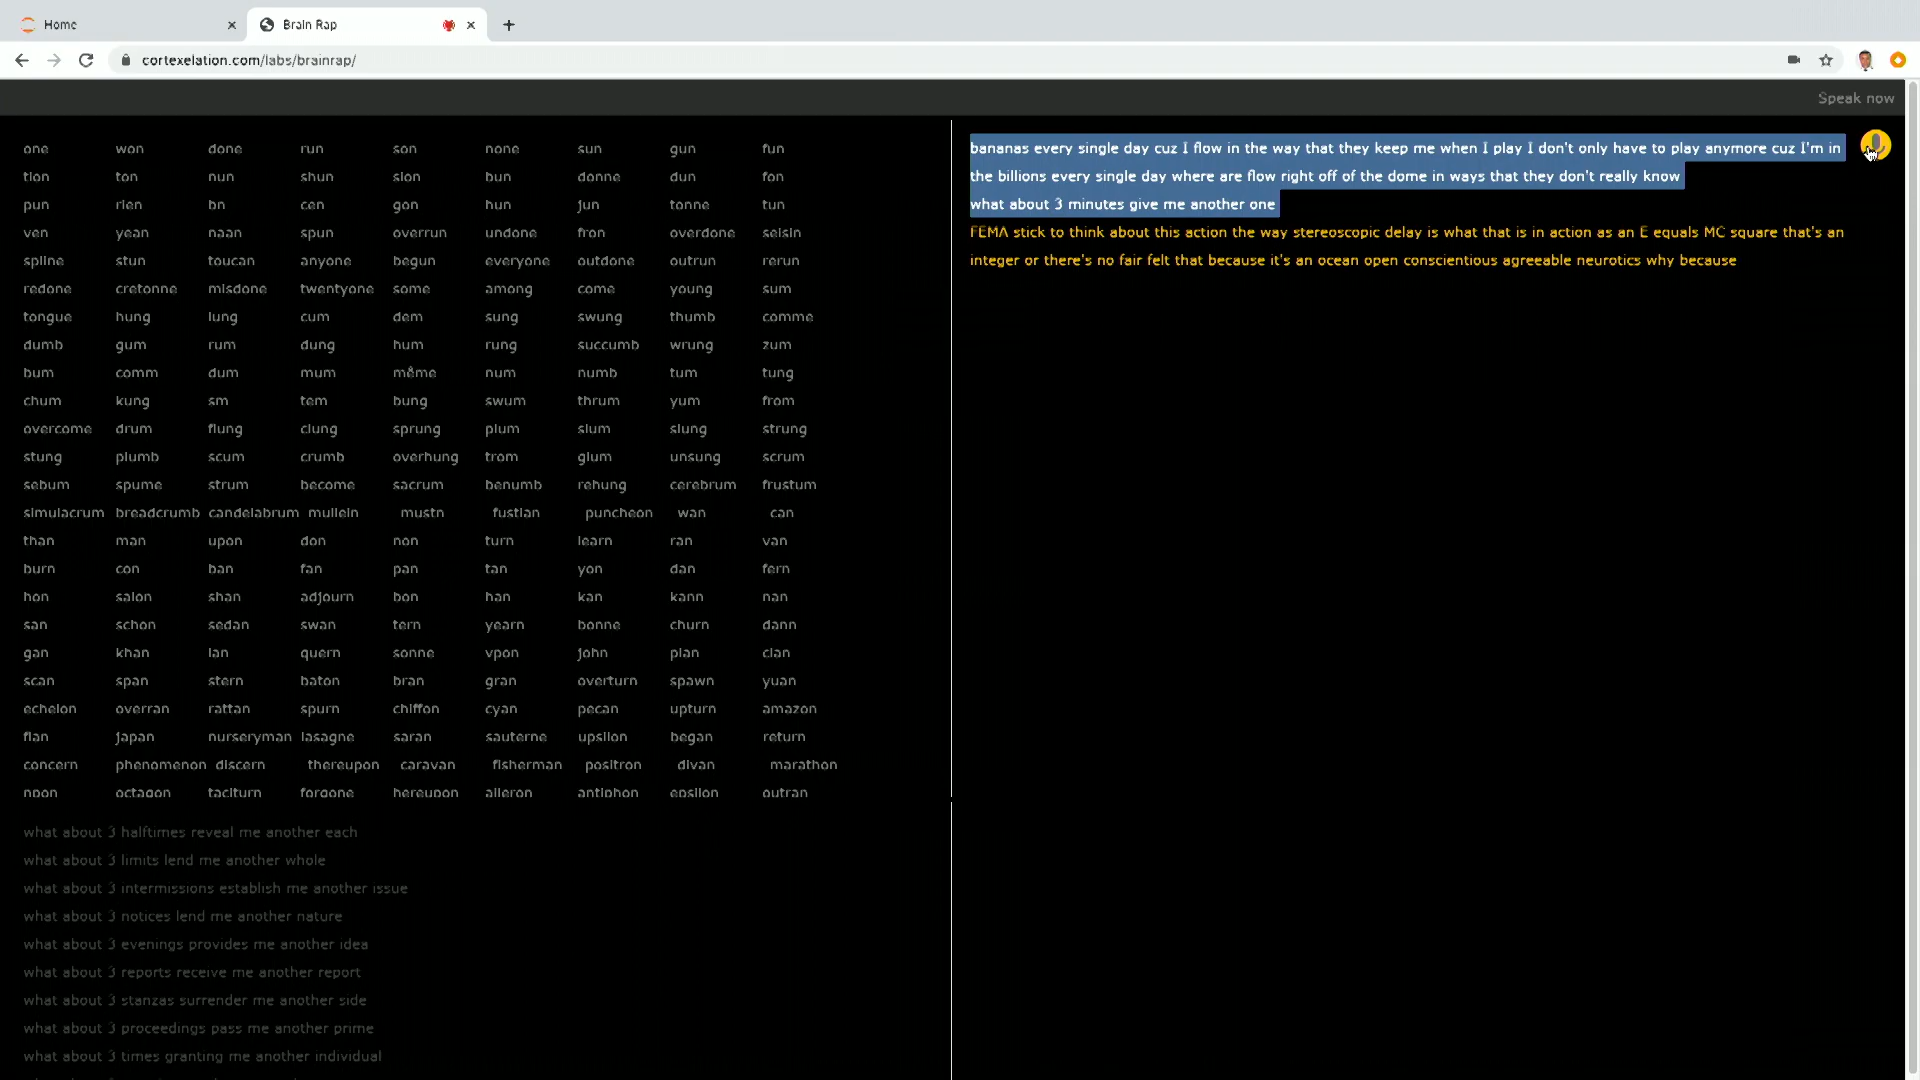 Home
Brain Rap
cortexelation.com/labs/brainrap/
Speak now
one won done run son none sun gun fun
tion ton nun shun sion bun donne dun fon
pun rien bn cen gon hun jun tonne tun
ven yean naan spun overrun undone fron overdone seisin
spline stun toucan anyone begun everyone outdone outrun rerun
redone cretonne misdone twentyone some among come young sum
tongue hung lung cum dem sung swung thumb comme
dumb gum rum dung hum rung succumb wrung zum
bum comm dum mum même num numb tum tung
chum kung sm tem bung swum thrum yum from
overcome drum flung clung sprung plum slum slung strung
stung plumb scum crumb overhung trom glum unsung scrum
sebum spume strum become sacrum benumb rehung cerebrum frustum
simulacrum breadcrumb candelabrum mullein mustn fustian puncheon wan can
than man upon don non turn learn ran van
burn con ban fan pan tan yon dan fern
hon salon shan adjourn bon han kan kann nan
san schon sedan swan tern yearn bonne churn dann
gan khan lan quern sonne vpon john plan clan
scan span stern baton bran gran overturn spawn yuan
echelon overran rattan spurn chiffon cyan pecan upturn amazon
flan japan nurseryman lasagne saran sauterne upsilon began return
concern phenomenon discern thereupon caravan fisherman positron divan marathon
npon octagon taciturn forgone hereupon aileron antiphon epsilon outran
what about 3 halftimes reveal me another each
what about 3 limits lend me another whole
what about 3 intermissions establish me another issue
what about 3 notices lend me another nature
what about 3 evenings provides me another idea
what about 3 reports receive me another report
what about 3 stanzas surrender me another side
what about 3 proceedings pass me another prime
what about 3 times granting me another individual
bananas every single day cuz I flow in the way that they keep me when I play I don't only have to play anymore cuz I'm in
the billions every single day where are flow right off of the dome in ways that they don't really know
what about 3 minutes give me another one
FEMA stick to think about this action the way stereoscopic delay is what that is in action as an E equals MC square that's an
integer or there's no fair felt that because it's an ocean open conscientious agreeable neurotics why because